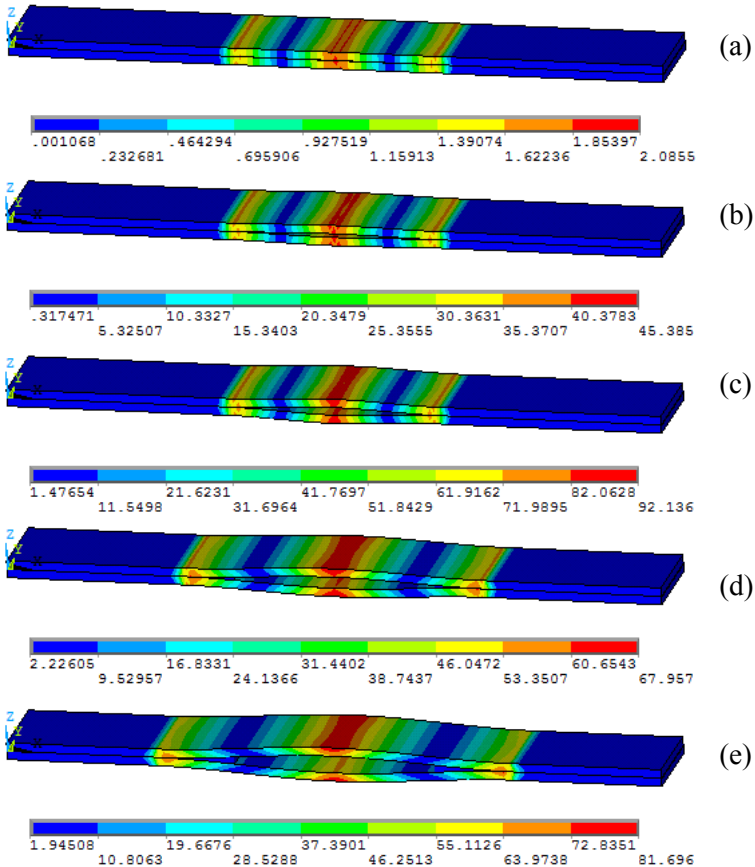 Z
Y
X
(a)
.001068 .464294 .927519 1.39074 1.85397
.232681 .695906 1.15913 1.62236 2.0855
Z
Y
X
(b)
.317471 10.3327 20.3479 30.3631 40.3783
5.32507 15.3403 25.3555 35.3707 45.385
Z
Y
X
(c)
1.47654 21.6231 41.7697 61.9162 82.0628
11.5498 31.6964 51.8429 71.9895 92.136
Z
Y
X
(d)
2.22605 16.8331 31.4402 46.0472 60.6543
9.52957 24.1366 38.7437 53.3507 67.957
Z
Y
X
(e)
1.94508 19.6676 37.3901 55.1126 72.8351
10.8063 28.5288 46.2513 63.9738 81.696